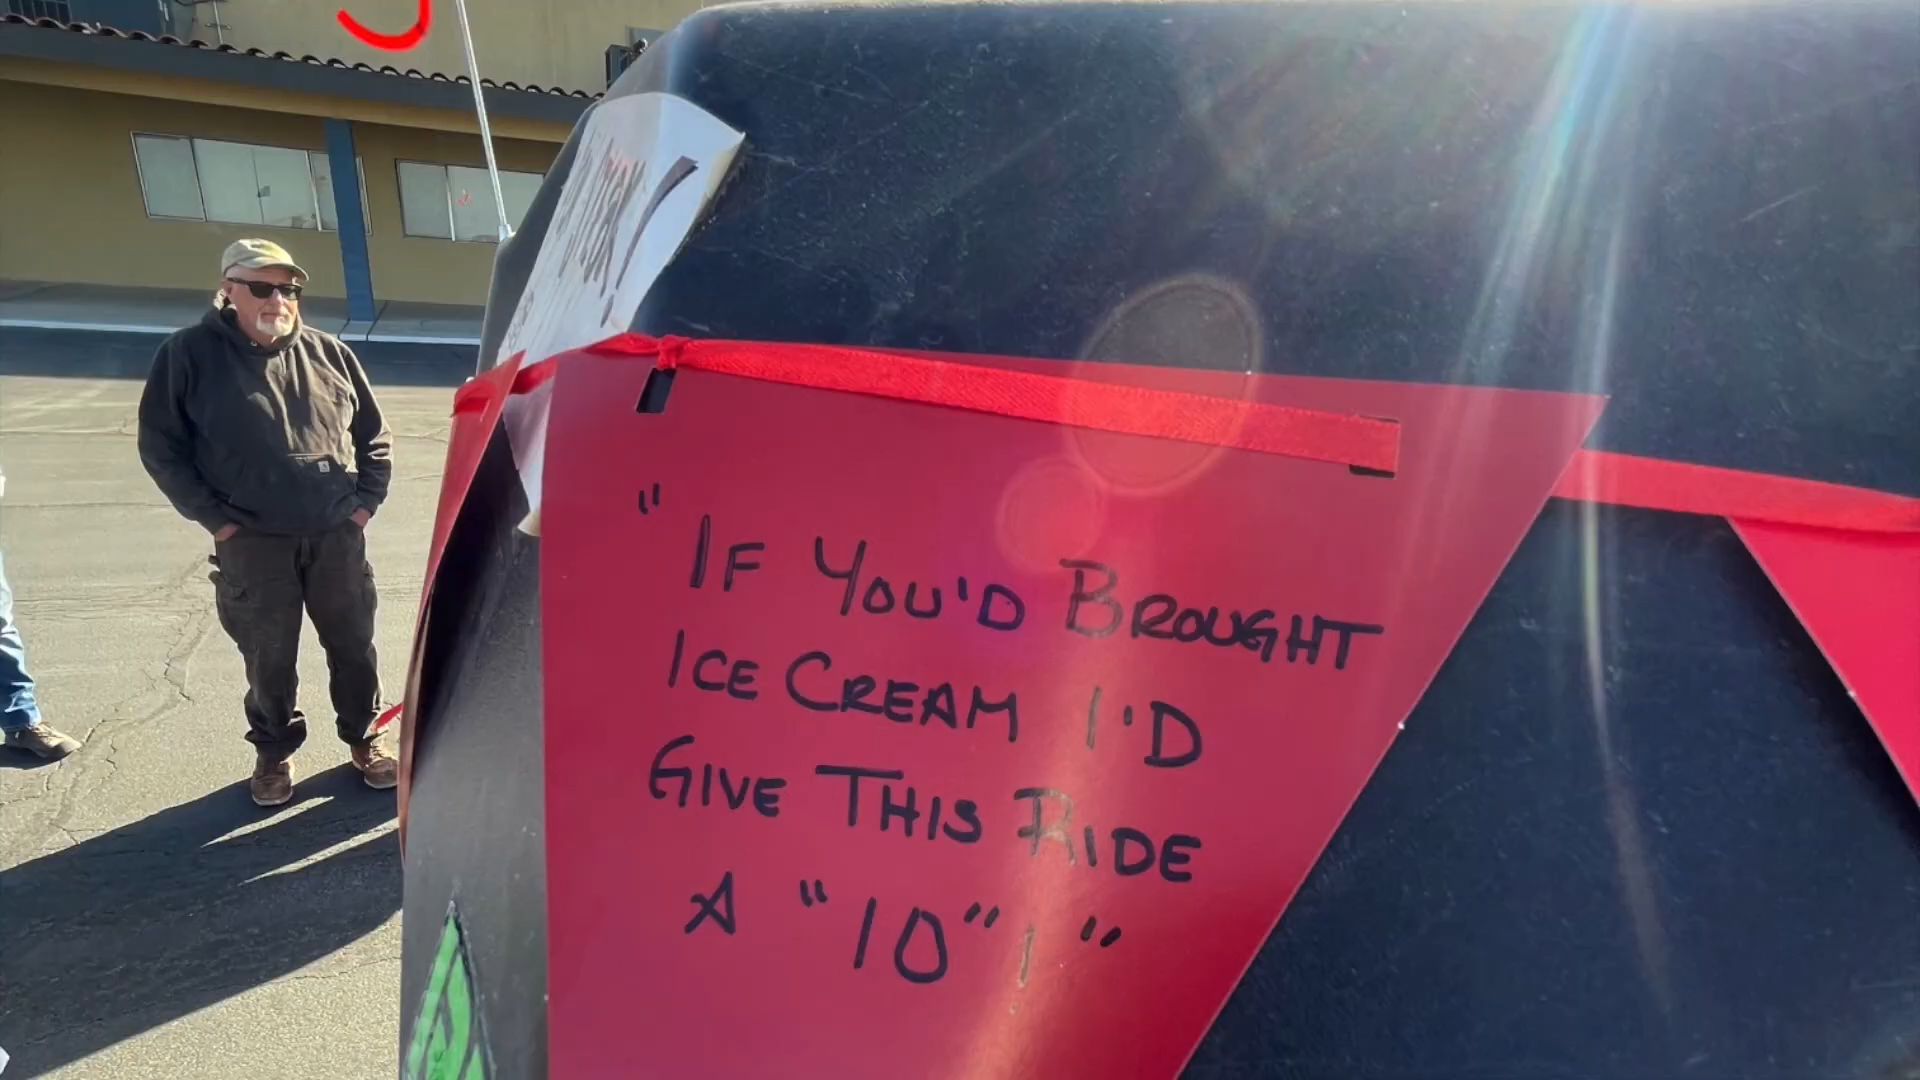 " IF YOU'D BROUGHT
ICE CREAM I'D
GIVE THIS RIDE
A "10"! "